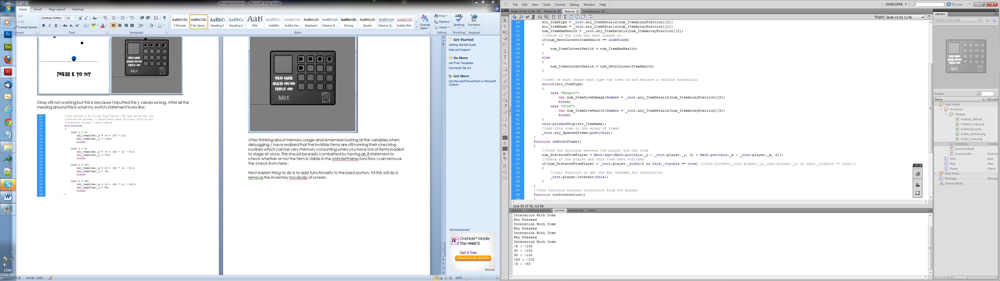 Development.docx - Microsoft Word Starter
Home Insert Page Layout Mailings
Cut
Copy
Format Painter
Century Gothic 11
Font
Paragraph
AaBbCcDc AaBbCcDc AaBbC AaBbCc AaB AaBbCc. AaBbCcDc AaBbCcDc AaBbCcDc AaBbCcDc AaBbCcDc AaBbCcDc AABBCCDC
¶ Normal ¶ No Spaci... Heading 1 Heading 2 Title Subtitle Subtle Em... Emphasis Intense E... Strong Quote Intense Q... Subtle Ref...
Styles
Change
Styles
Find
Replace
Select
Editing
Spelling
Proofing
Purchase
Upgrade
PRESS E TO INT
ITEM NAME
HEALTH 000/000
EFFECT +000
BACK
Okay still not working but this is because I inputted the y values wrong. After all the
messing around this is what my switch statement looks like:
22 //Now switch i so we can find which row and colum the ite
23 //should be placed. I could have used if's but they're all
24 //constant values + less typing
25 switch(true)
26 {
27 case i < 4:
28 obj_tempItem._x = -8 + (50 * i);
29 obj_tempItem._y = -102;
30 break;
31
32 case i < 8:
33 obj_tempItem._x = -8 + (50 * (i - 4));
34 obj_tempItem._y = -55;
35 break;
36
37 case i < 12:
38 obj_tempItem._x = -8 + (50 * (i - 8));
39 obj_tempItem._y = -8;
40 break;
41
42 case i < 16:
43 obj_tempItem._x = -8 + (50 * (i - 12));
44 obj_tempItem._y = 39;
45 break;
46 }
ITEM NAME
HEALTH 000/000
EFFECT +000
BACK
After thinking about memory usage and remember looking at the variables when
debugging, I have realised that the invisible items are still running their checking
routines which can be very memory consuming when you have lots of items loaded
to stage at once. This should be easily combatted by having an if statement to
check whether or not the item is visible in the onEnterFrame function. I can remove
the check from here :
Next easiest thing to do is to add functionality to the back button. All this will do is
remove the inventory movieclip of screen.
Get Started
Getting Started Guide
Help and Support
Do More
Get Free Templates
Download Clip Art
Get More
Get Microsoft PowerPoint or Microsoft
Outlook
Advertisement
OneNote™ Mobile.
You need it.
Get it free.
Download for Android
Microsoft
12:09
15/02/2012
of 24 Words: 2,092
100%
File Edit View Tools Control Debug Window Help
DEVELOPER
CS Live
Build-15-02-12.fla Player.as Item.as Inventory.as
Target: Build-15-02-12.fla
19 str_ItemType = _root.ary_ItemDetails[num_ItemArrayPosition][0];
20 str_ItemName = _root.ary_ItemDetails[num_ItemArrayPosition][1];
21 num_ItemMaxHealth = _root.ary_ItemDetails[num_ItemArrayPosition][2];
22 //check if the item has been loaded in
23 if(num_SentCurrentItemHealth == undefined)
24 {
25 num_ItemCurrentHealth = num_ItemMaxHealth;
26 }
27 else
28 {
29 num_ItemCurrentHealth = num_SentCurrentItemHealth;
30 }
31
32 //next we must check what type the item is and declare a varible acordingly
33 switch(str_ItemType)
34 {
35 case "Weapon":
36 var num_ItemGiveDamage:Number = _root.ary_ItemDetails[num_ItemArrayPosition][3];
37 break;
38 case "Food":
39 var num_ItemGiveHealth:Number = _root.ary_ItemDetails[num_ItemArrayPosition][3];
40 break;
41 }
42 this.gotoAndStop(str_ItemName);
43 //add this item to the array of items
44 _root.ary_SpawnedItems.push(this);
45 }
46 function onEnterFrame()
47 {
48 //find the distance between the player and the item
49 num_DistanceFromPlayer = Math.sqrt(Math.pow(this._y - _root.player._y, 2) + Math.pow(this._x - _root.player._x, 2));
50 //check if the player and this item have collided
51 if(num_DistanceFromPlayer < _root.player._width/2 && this._visible == true) //this.hitTest(_root.player._x,_root.player._y) && this._visible == true)//
52 {
53 //call function to get the key checked for interaction
54 _root.player.Interact(this);
55 }
56 }
57 //this function handles interction from the player
58 function runInteraction()
59 {
Line 53 of 78, Col 58
TIMELINE COMPILER ERRORS OUTPUT PROPERTIES SCENE
Interation With Item
Key Pressed
Interation With Item
Key Pressed
Interation With Item
Key Pressed
Interation With Item
-8 : -102
42 : -102
92 : -102
142 : -102
-8 : -55
LIBRARY
Build-15-02-12.fla
ITEM NAME
HEALTH 000/000
EFFECT +000
BACK
66 items
Name AS Linka
Main Game
Inventory
Images
invBack_default....
invBack_over.png
InvBackground....
invBin_default.png
invBin_over.png
Inventory Invento
InventoryBack
InventoryBin Invento
Item Item
Map Map
Player Player
Main Menu
Message Messag
StandardFont